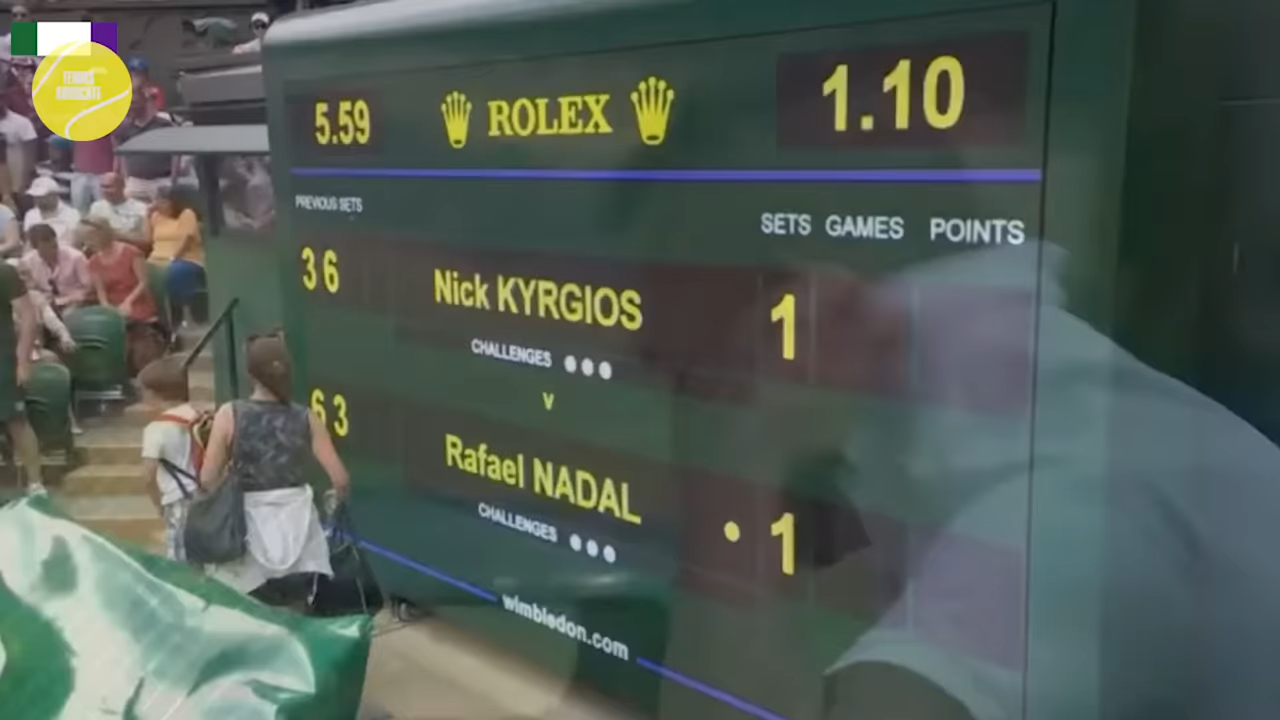 5.59 ROLEX 1.10
PREVIOUS SETS
SETS GAMES POINTS
3 6 Nick KYRGIOS 1
CHALLENGES
v
6 3 Rafael NADAL 1
CHALLENGES
wimbledon.com
TENNIS